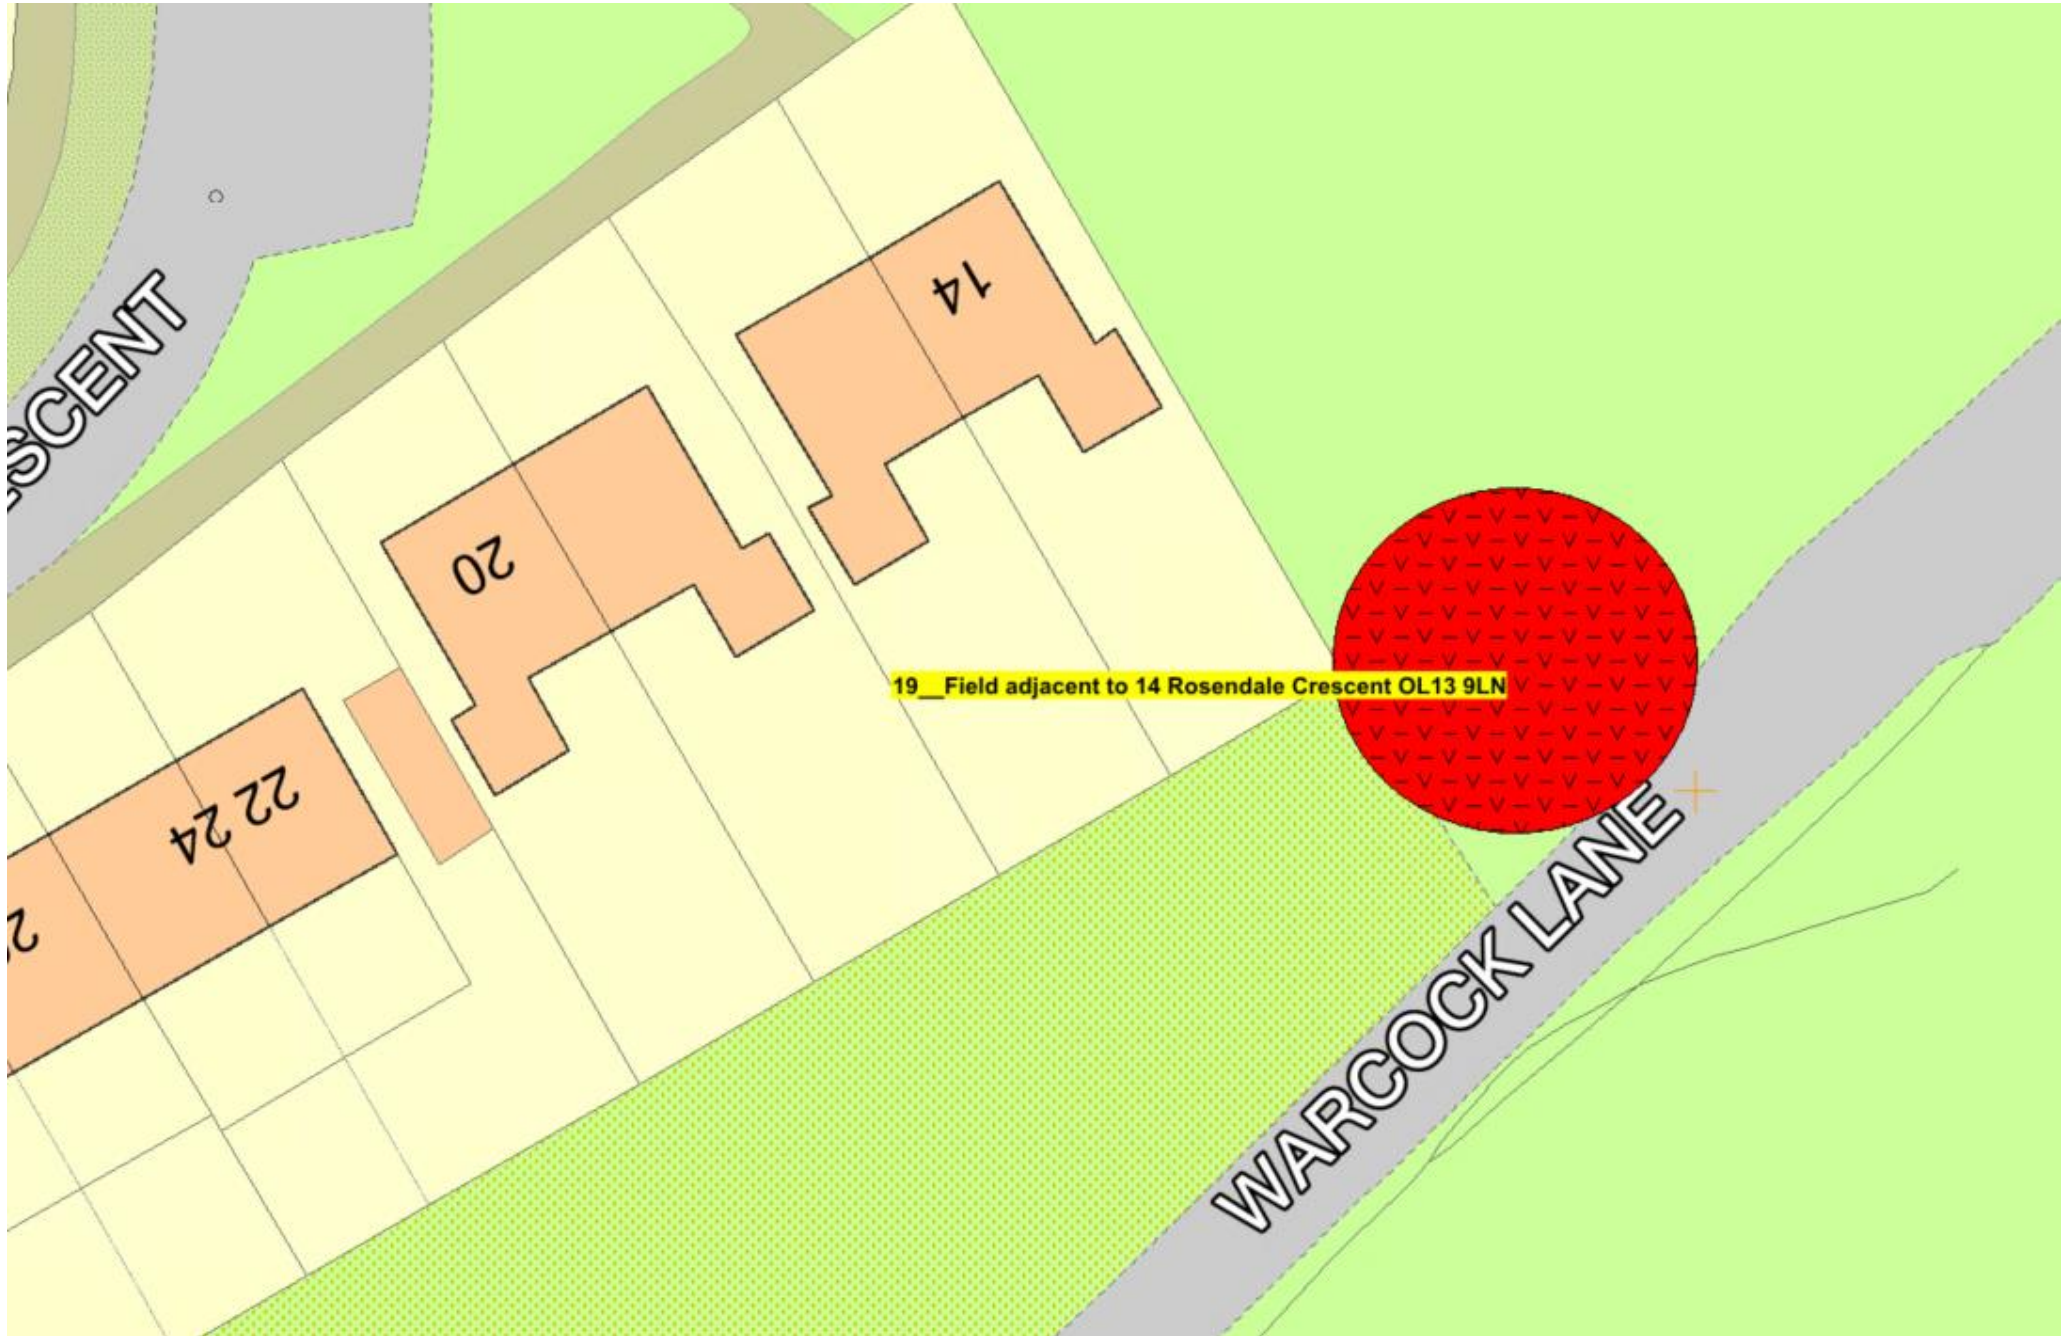 14
SCENT
20
19__Field adjacent to 14 Rosendale Crescent OL13 9LN
22 24
WARCOCK LANE